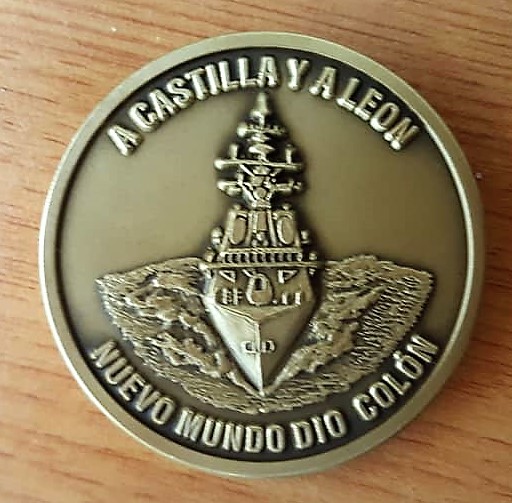 A CASTILLA Y A LEON
NUEVO MUNDO DIO COLÓN